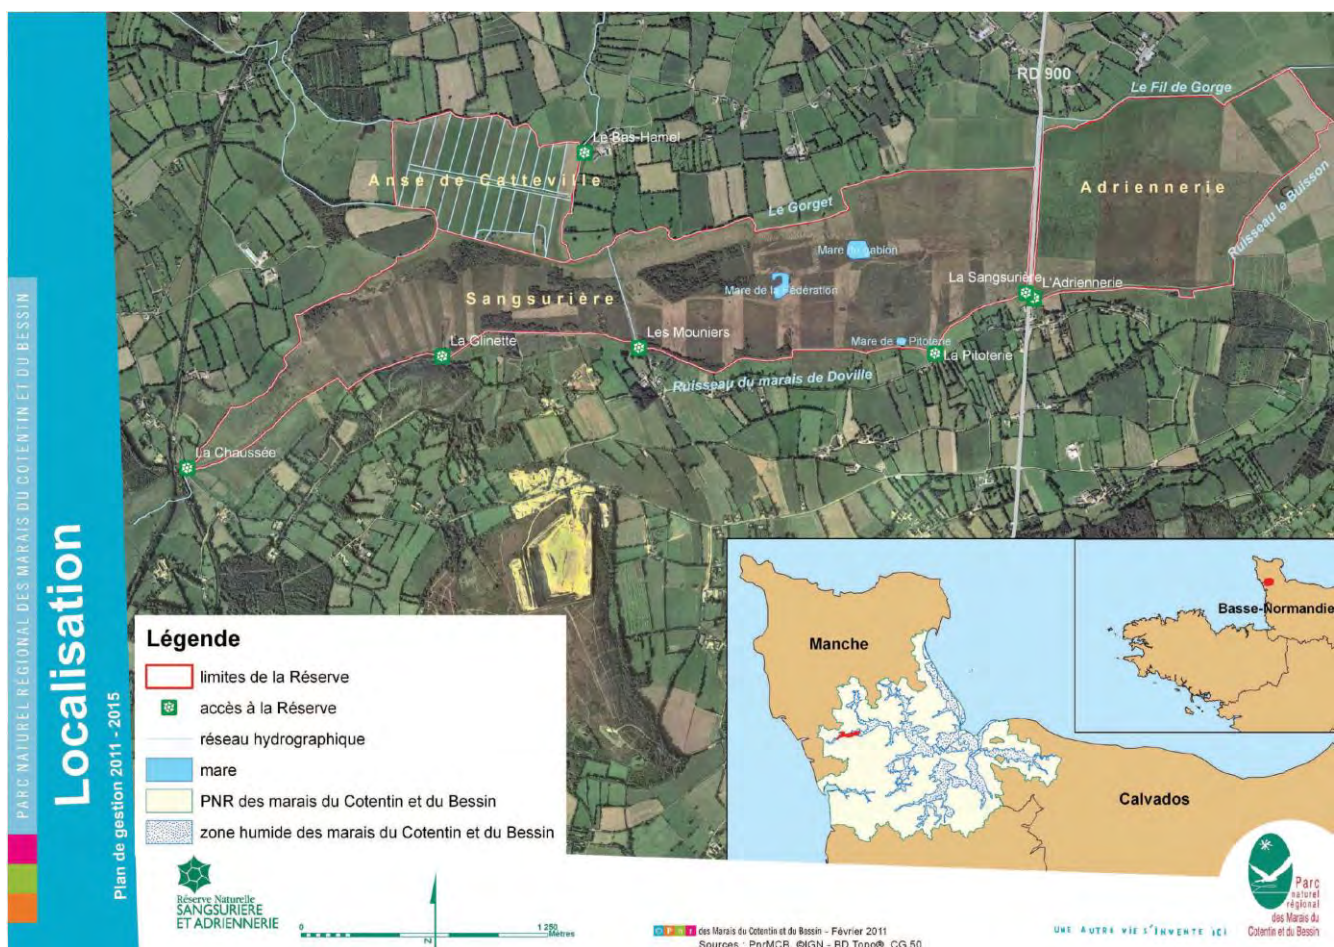 PARC NATUREL RÉGIONAL DES MARAIS DU COTENTIN ET DU BESSIN
Localisation
Plan de gestion 2011 - 2015
RD 900
Le Fil de Gorge
Le Bas-Hamel
Anse de Catteville
Adriennerie
Ruisseau le Buisson
Le Gorget
Mare du gabion
La Sangsurière
L'Adriennerie
Mare de la Fédération
Sangsurière
Les Mouniers
La Glinette
Mare de Pitoterie
La Pitoterie
Ruisseau du marais de Doville
La Chaussée
Légende
limites de la Réserve
accès à la Réserve
réseau hydrographique
mare
PNR des marais du Cotentin et du Bessin
zone humide des marais du Cotentin et du Bessin
Manche
Calvados
Basse-Normandie
Réserve Naturelle
SANGSURIERE
ET ADRIENNERIE
N
0
1 250
Mètres
des Marais du Cotentin et du Bessin - Février 2011
Sources : PnrMCB, ©IGN - BD Topo®, CG 50
UNE AUTRE VIE S'INVENTE ICI
Parc
naturel
régional
des Marais du
Cotentin et du Bessin